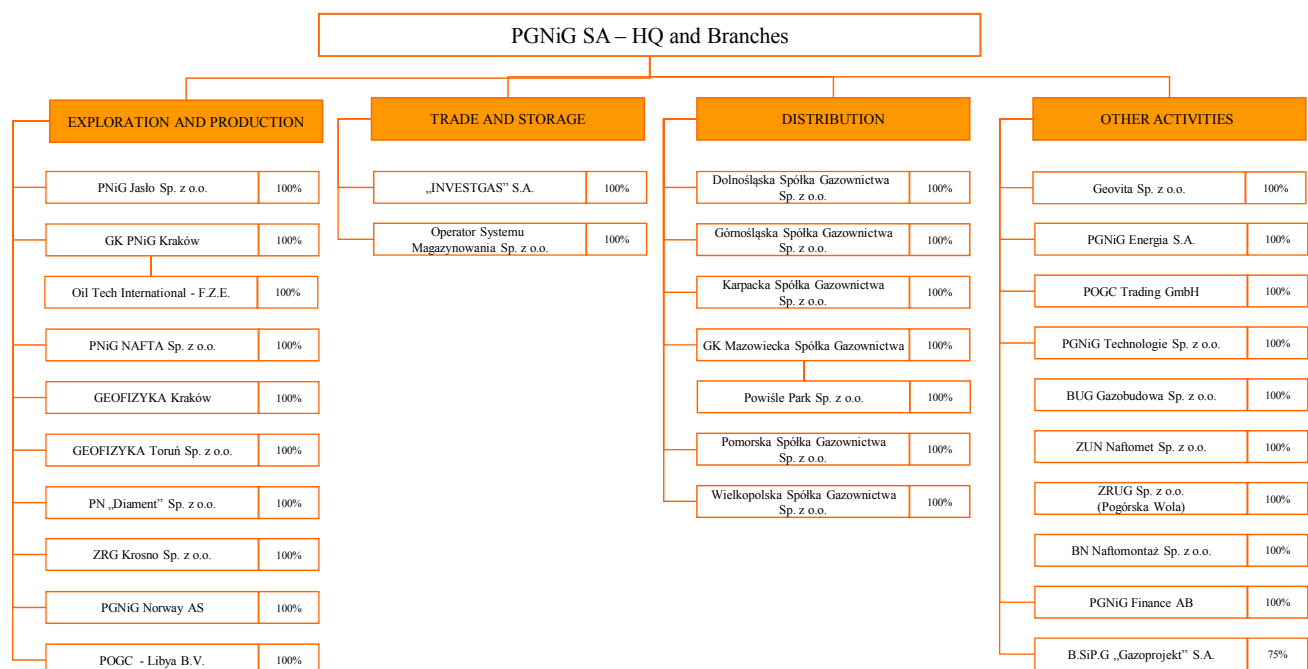 PGNiG SA – HQ and Branches
EXPLORATION AND PRODUCTION
PNiG Jasło Sp. z o.o. 100%
GK PNiG Kraków 100%
Oil Tech International - F.Z.E. 100%
PNiG NAFTA Sp. z o.o. 100%
GEOFIZYKA Kraków 100%
GEOFIZYKA Toruń Sp. z o.o. 100%
PN „Diament” Sp. z o.o. 100%
ZRG Krosno Sp. z o.o. 100%
PGNiG Norway AS 100%
POGC - Libya B.V. 100%
TRADE AND STORAGE
„INVESTGAS” S.A. 100%
Operator Systemu
Magazynowania Sp. z o.o. 100%
DISTRIBUTION
Dolnośląska Spółka Gazownictwa
Sp. z o.o. 100%
Górnośląska Spółka Gazownictwa
Sp. z o.o. 100%
Karpacka Spółka Gazownictwa
Sp. z o.o. 100%
GK Mazowiecka Spółka Gazownictwa 100%
Powiśle Park Sp. z o.o. 100%
Pomorska Spółka Gazownictwa
Sp. z o.o. 100%
Wielkopolska Spółka Gazownictwa
Sp. z o.o. 100%
OTHER ACTIVITIES
Geovita Sp. z o.o. 100%
PGNiG Energia S.A. 100%
POGC Trading GmbH 100%
PGNiG Technologie Sp. z o.o. 100%
BUG Gazobudowa Sp. z o.o. 100%
ZUN Naftomet Sp. z o.o. 100%
ZRUG Sp. z o.o.
(Pogórska Wola) 100%
BN Naftomontaż Sp. z o.o. 100%
PGNiG Finance AB 100%
B.SiP.G „Gazoprojekt” S.A. 75%